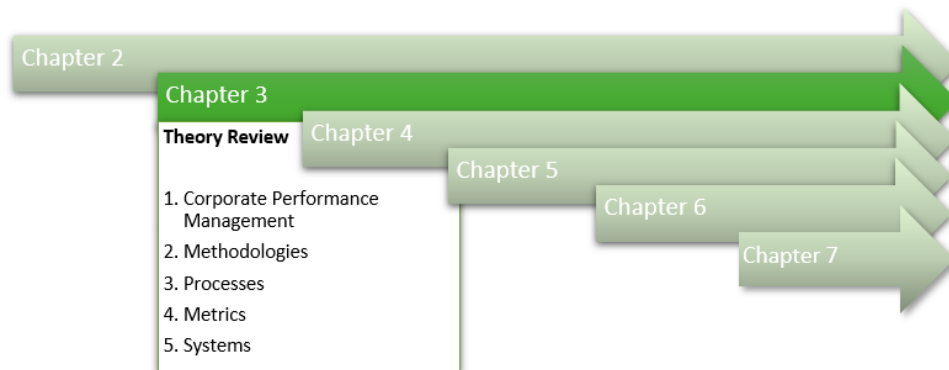 Chapter 2
Chapter 3
Theory Review
Chapter 4
Chapter 5
1. Corporate Performance
Management
Chapter 6
2. Methodologies
Chapter 7
3. Processes
4. Metrics
5. Systems